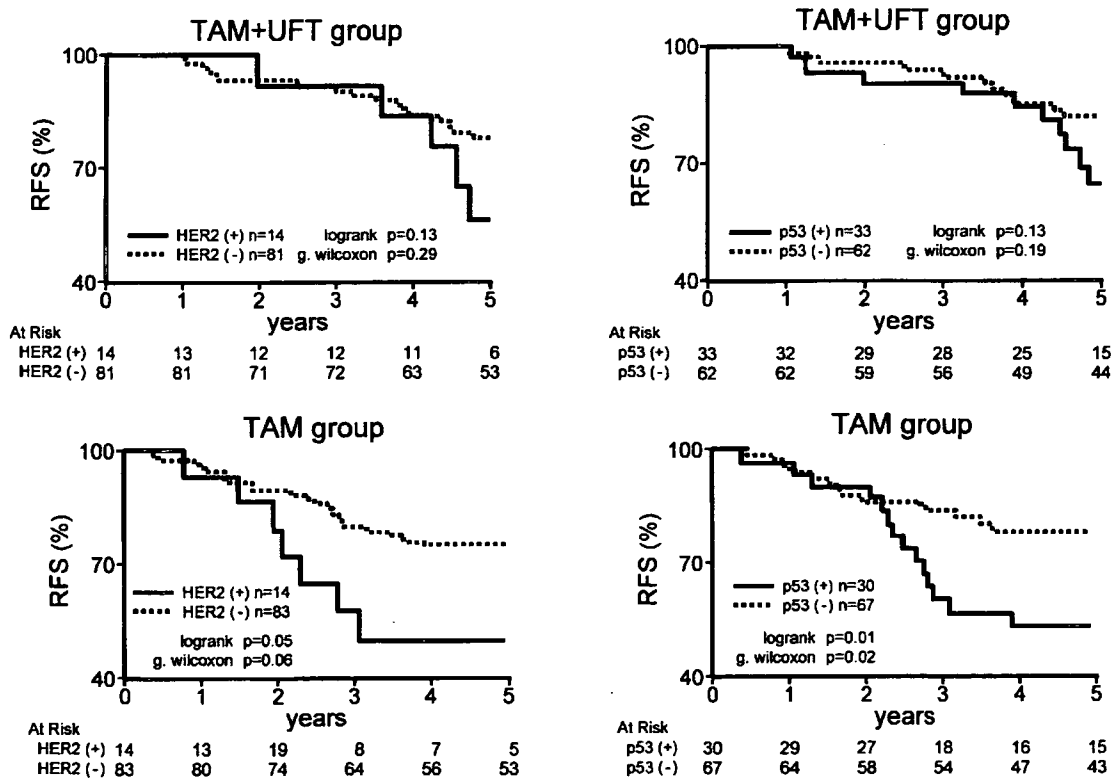 TAM+UFT group
100
70
40
RFS (%)
HER2 (+) n=14 logrank p=0.13
HER2 (-) n=81 g. wilcoxon p=0.29
0 1 2 3 4 5
years
At Risk
HER2 (+) 14 13 12 12 11 6
HER2 (-) 81 81 71 72 63 53
TAM+UFT group
100
70
40
RFS (%)
p53 (+) n=33 logrank p=0.13
p53 (-) n=62 g. wilcoxon p=0.19
0 1 2 3 4 5
years
At Risk
p53 (+) 33 32 29 28 25 15
p53 (-) 62 62 59 56 49 44
TAM group
100
70
40
RFS (%)
HER2 (+) n=14
HER2 (-) n=83
logrank p=0.05
g. wilcoxon p=0.06
0 1 2 3 4 5
years
At Risk
HER2 (+) 14 13 19 8 7 5
HER2 (-) 83 80 74 64 56 53
TAM group
100
70
40
RFS (%)
p53 (+) n=30
p53 (-) n=67
logrank p=0.01
g. wilcoxon p=0.02
0 1 2 3 4 5
years
At Risk
p53 (+) 30 29 27 18 16 15
p53 (-) 67 64 58 54 47 43